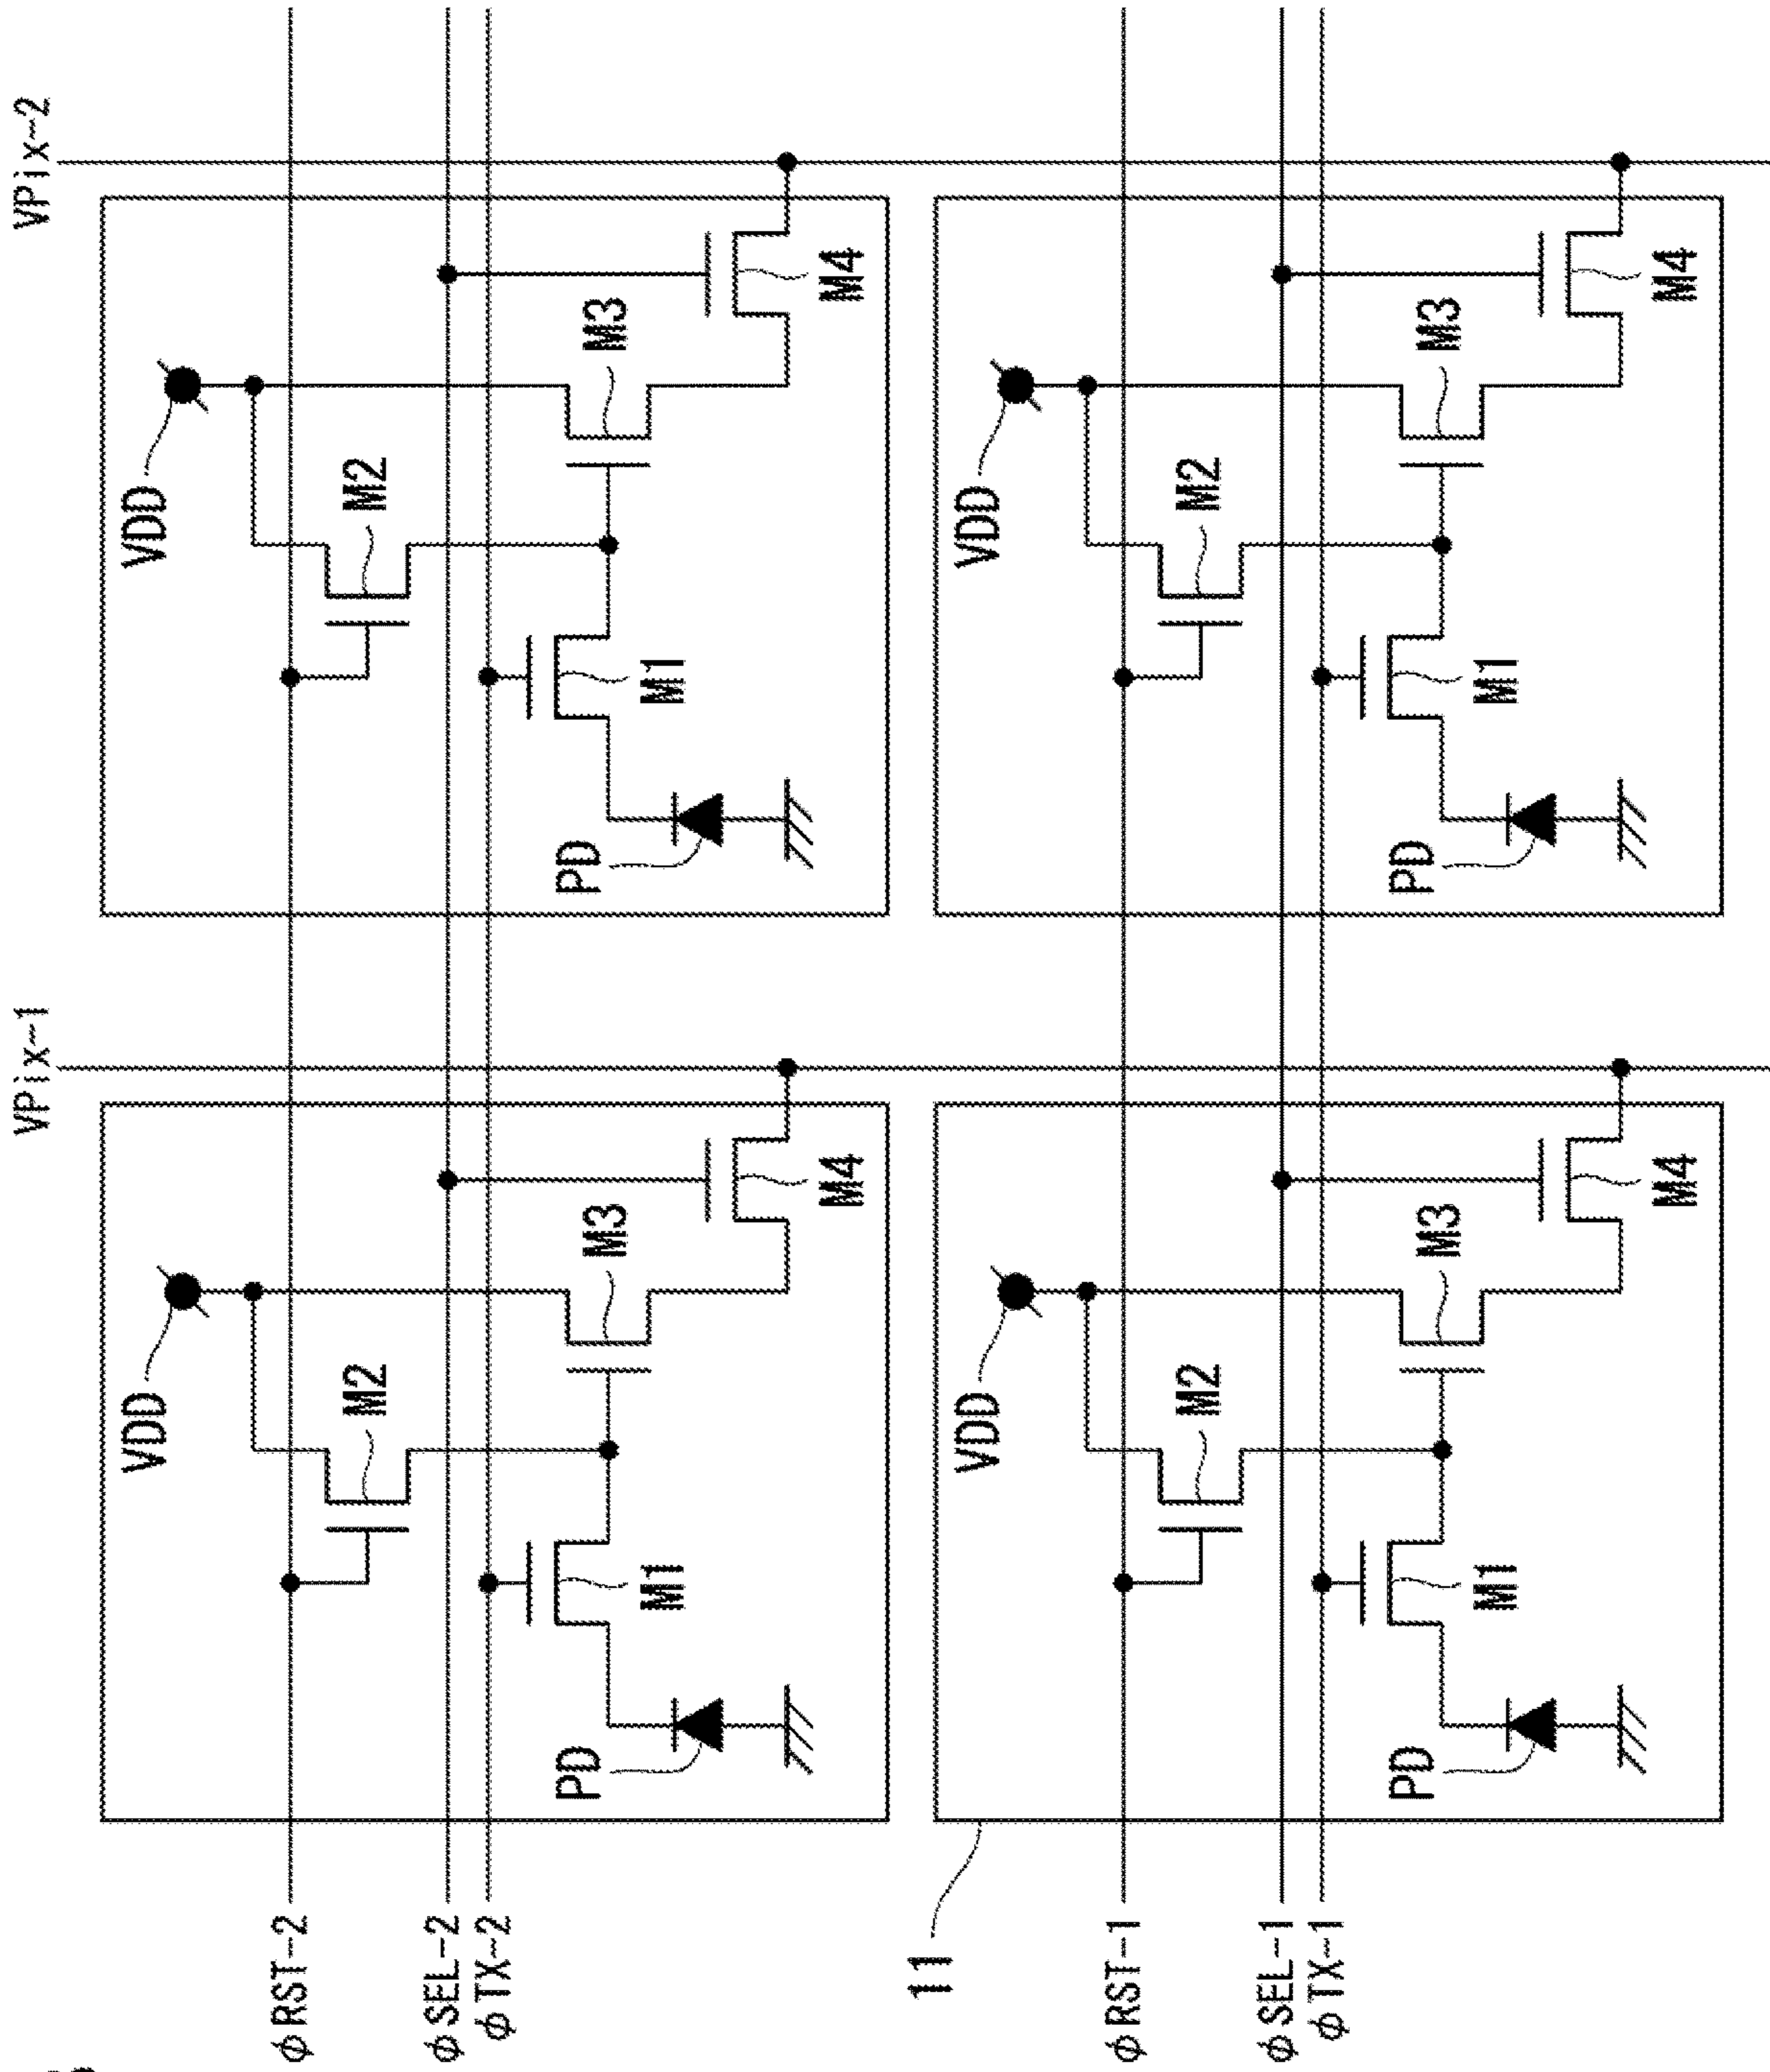 VPix-1
VPix-2
VDD
M2
M3
M1
M4
PD
VDD
M2
M3
M1
M4
PD
φRST-2
φSEL-2
φTX-2
VDD
M2
M3
M1
M4
PD
VDD
M2
M3
M1
M4
PD
11
φRST-1
φSEL-1
φTX-1